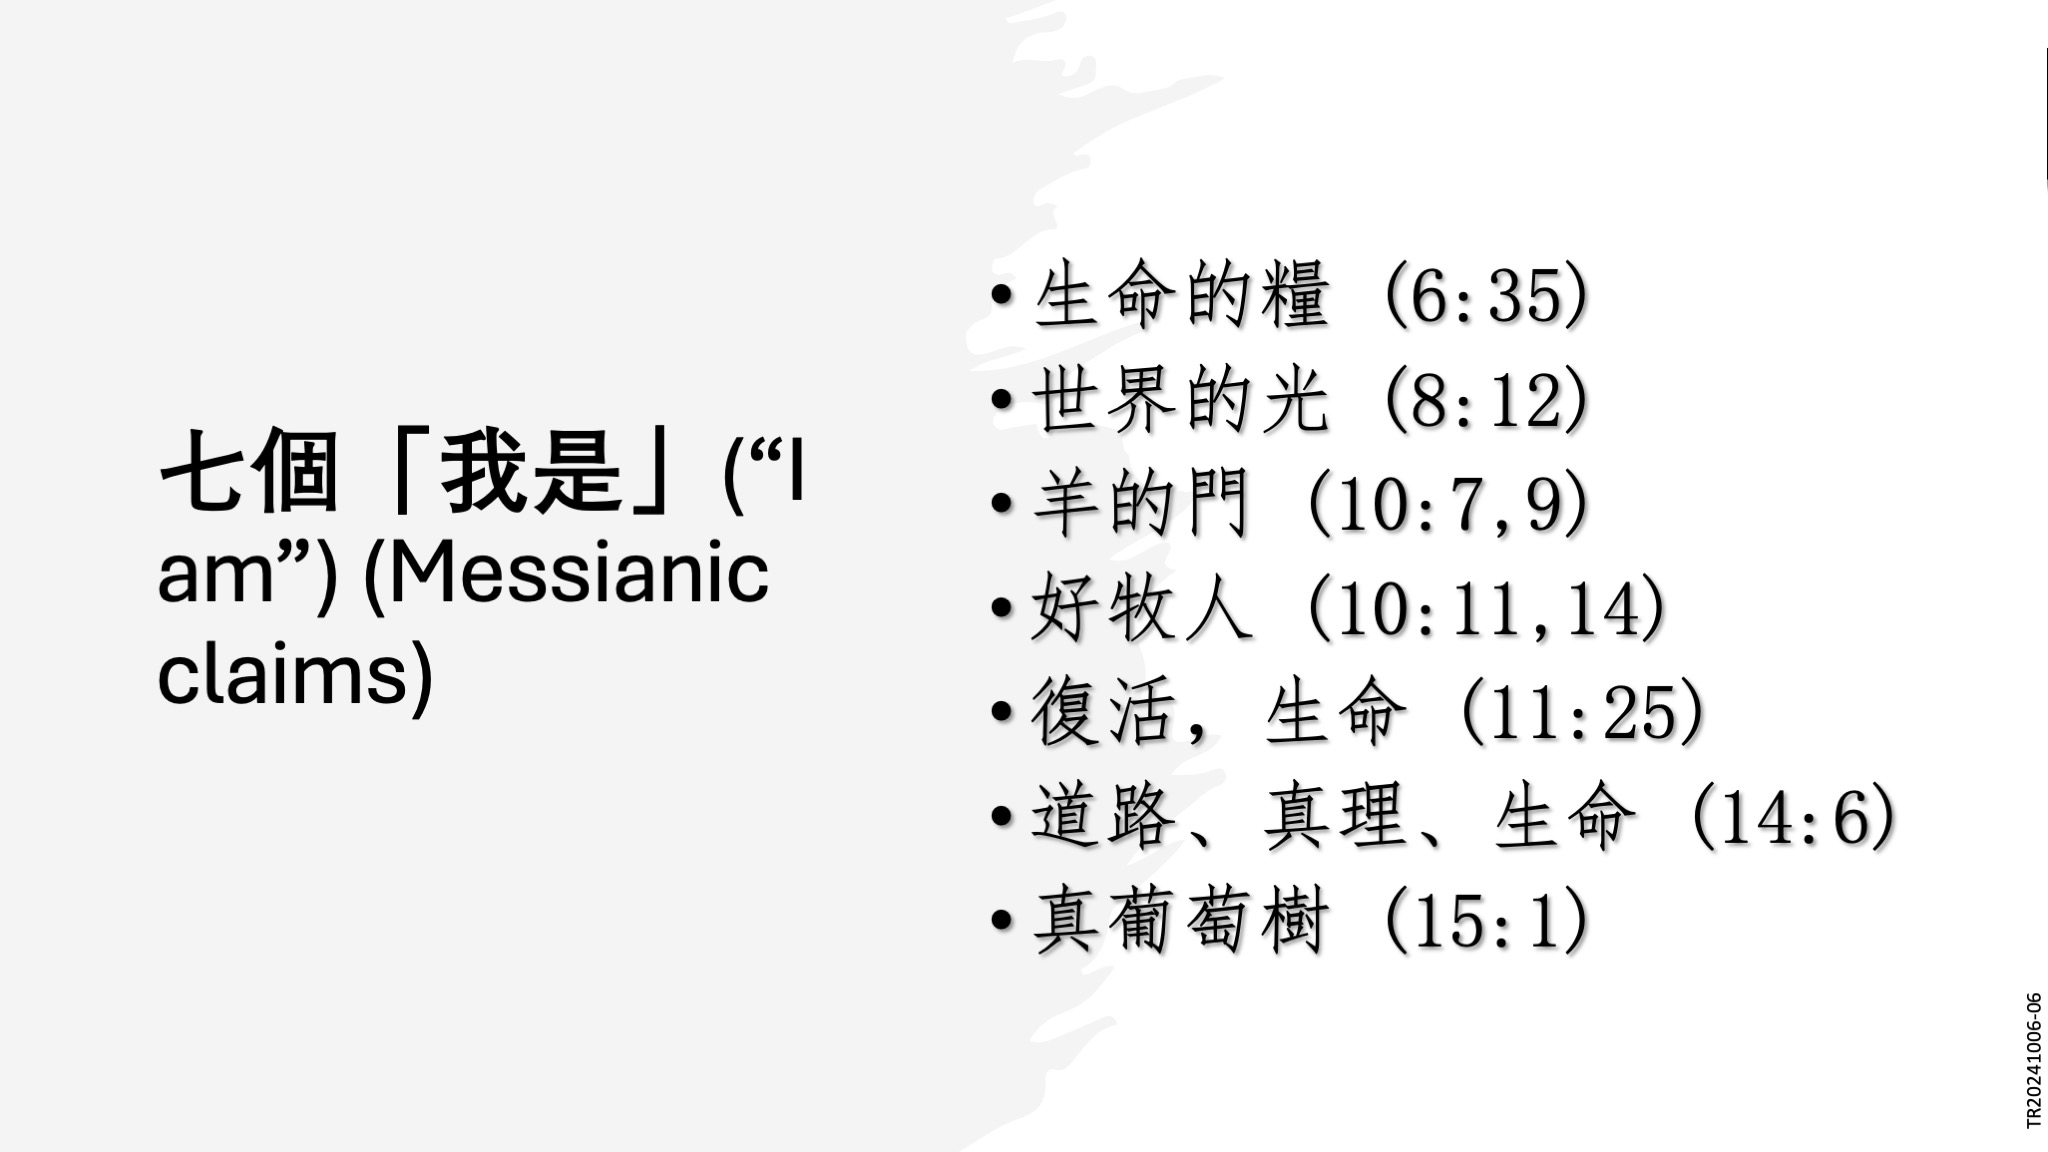 七個「我是」(“I
am”) (Messianic
claims)
• 生命的糧 (6:35)
• 世界的光 (8:12)
• 羊的門 (10:7,9)
• 好牧人 (10:11,14)
• 復活，生命 (11:25)
• 道路、真理、生命 (14:6)
• 真葡萄樹 (15:1)
TR20241006-06